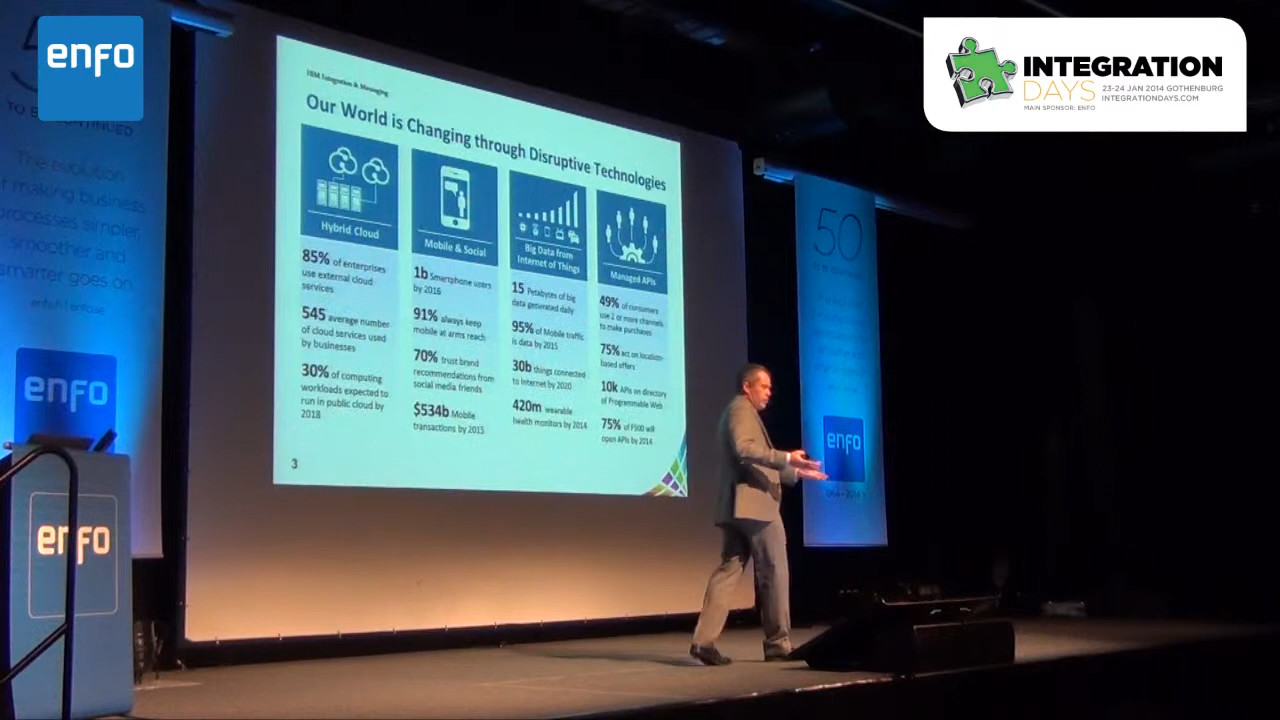 enfo
INTEGRATION
DAYS
23-24 JAN 2014 GOTHENBURG
INTEGRATIONDAYS.COM
MAIN SPONSOR: ENFO
TO BE CONTINUED
The evolution
of making business
processes simpler,
smoother and
smarter goes on.
enfo
enfo
IBM Integration & Messaging
Our World is Changing through Disruptive Technologies
Hybrid Cloud
85% of enterprises
use external cloud
services
545 average number
of cloud services used
by businesses
30% of computing
workloads expected to
run in public cloud by
2018
Mobile & Social
1b Smartphone users
by 2016
91% always keep
mobile at arms reach
70% trust brand
recommendations from
social media friends
$534b Mobile
transactions by 2015
Big Data from
Internet of Things
15 Petabytes of big
data generated daily
95% of Mobile traffic
is data by 2015
30b things connected
to Internet by 2020
420m wearable
health monitors by 2014
Managed APIs
49% of consumers
use 2 or more channels
to make purchases
75% act on location-
based offers
10k APIs on directory
of Programmable Web
75% of F500 will
open APIs by 2014
3
50
enfo